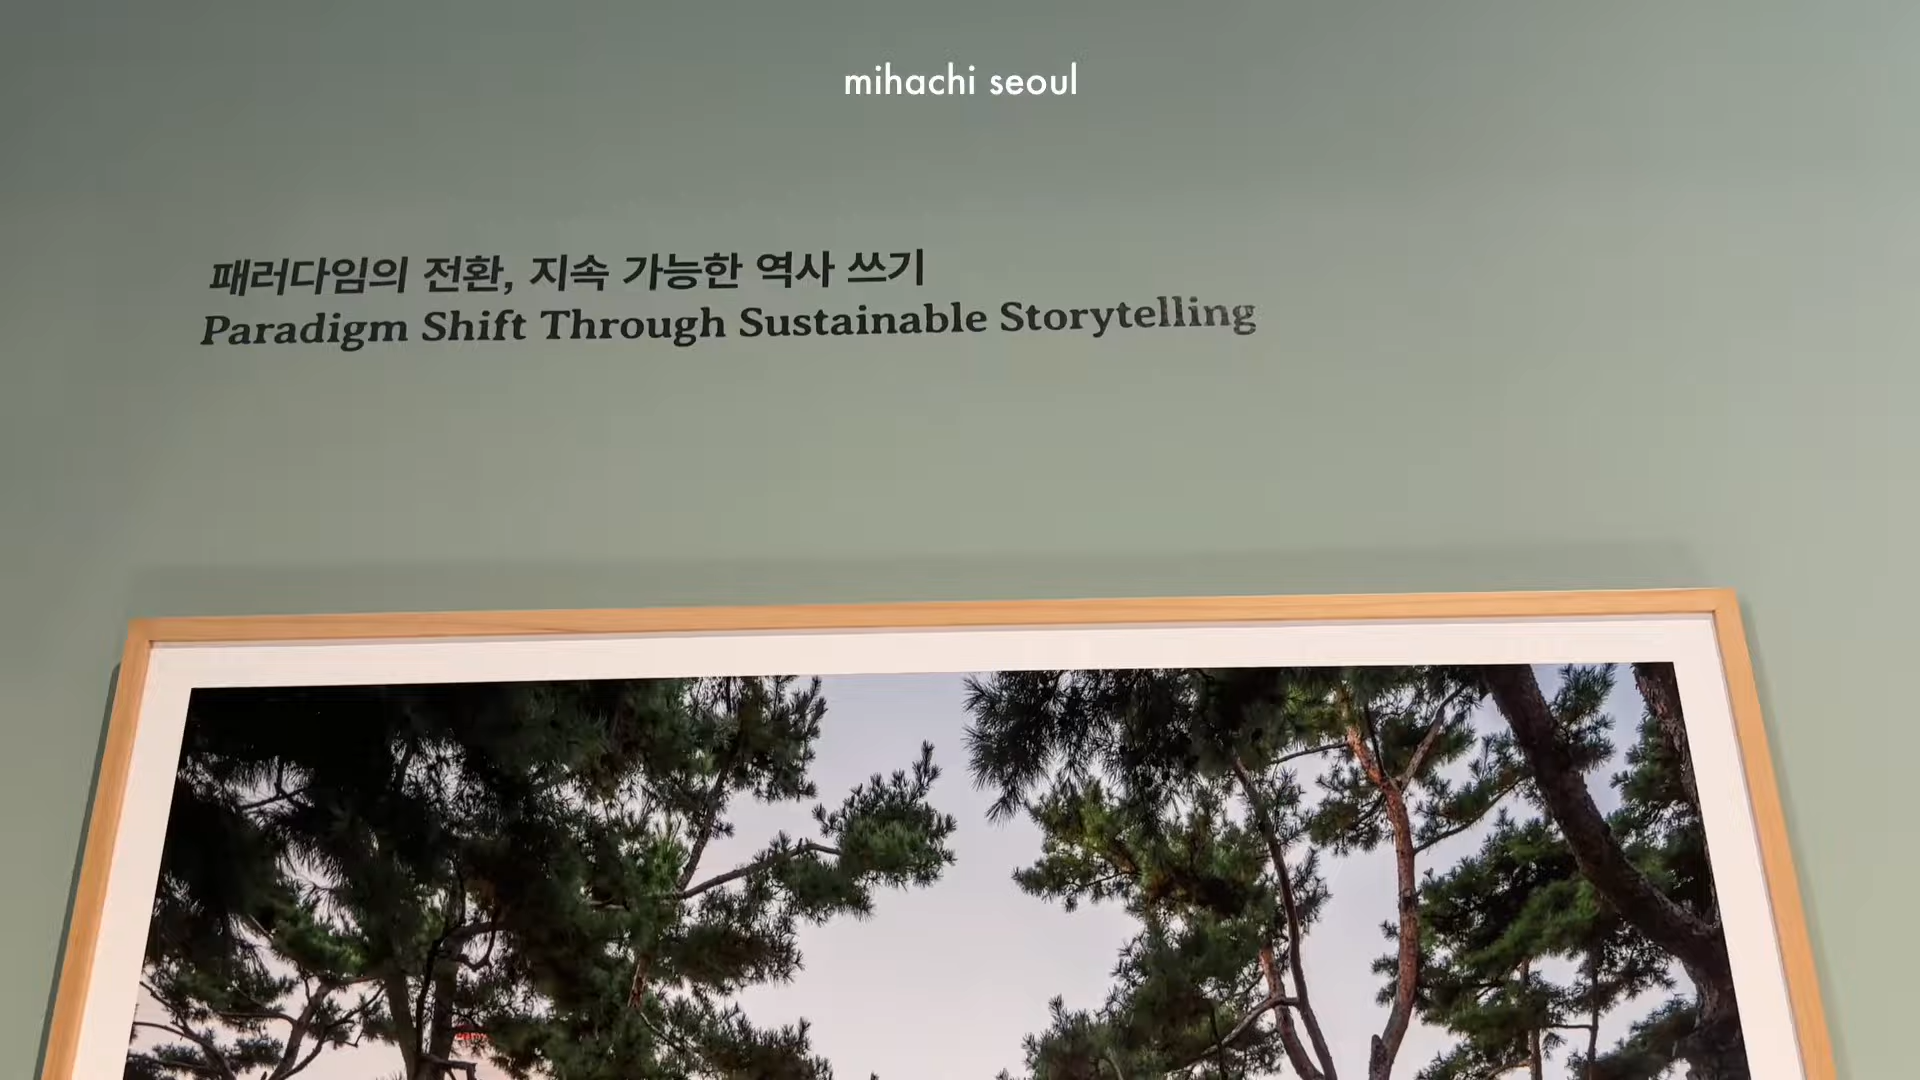 mihachi seoul
패러다임의 전환, 지속 가능한 역사 쓰기
Paradigm Shift Through Sustainable Storytelling